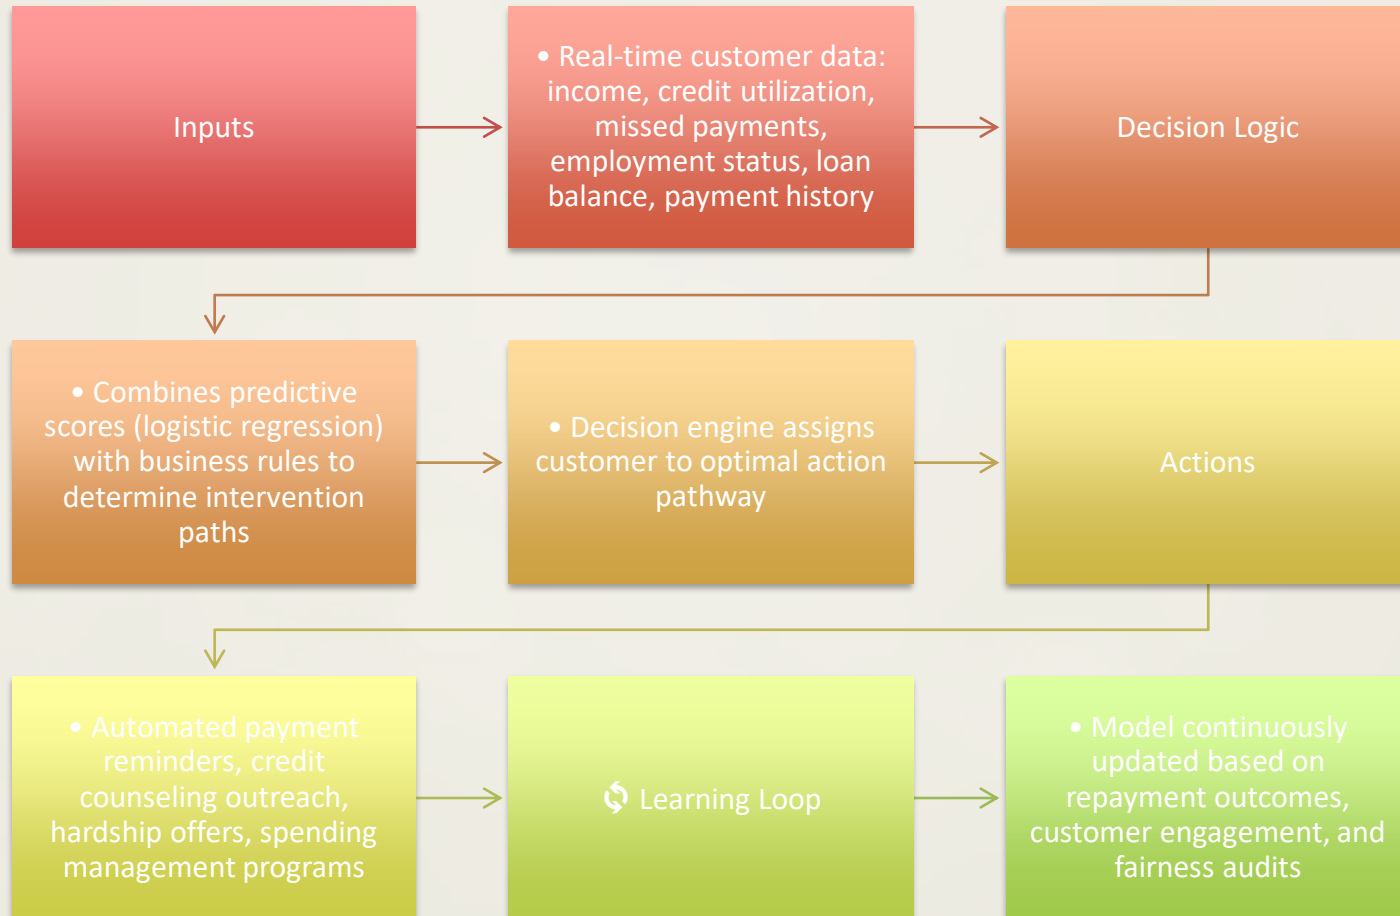 Inputs
• Real-time customer data:
income, credit utilization,
missed payments,
employment status, loan
balance, payment history
Decision Logic
• Combines predictive
scores (logistic regression)
with business rules to
determine intervention
paths
• Decision engine assigns
customer to optimal action
pathway
Actions
• Automated payment
reminders, credit
counseling outreach,
hardship offers, spending
management programs
Learning Loop
• Model continuously
updated based on
repayment outcomes,
customer engagement, and
fairness audits